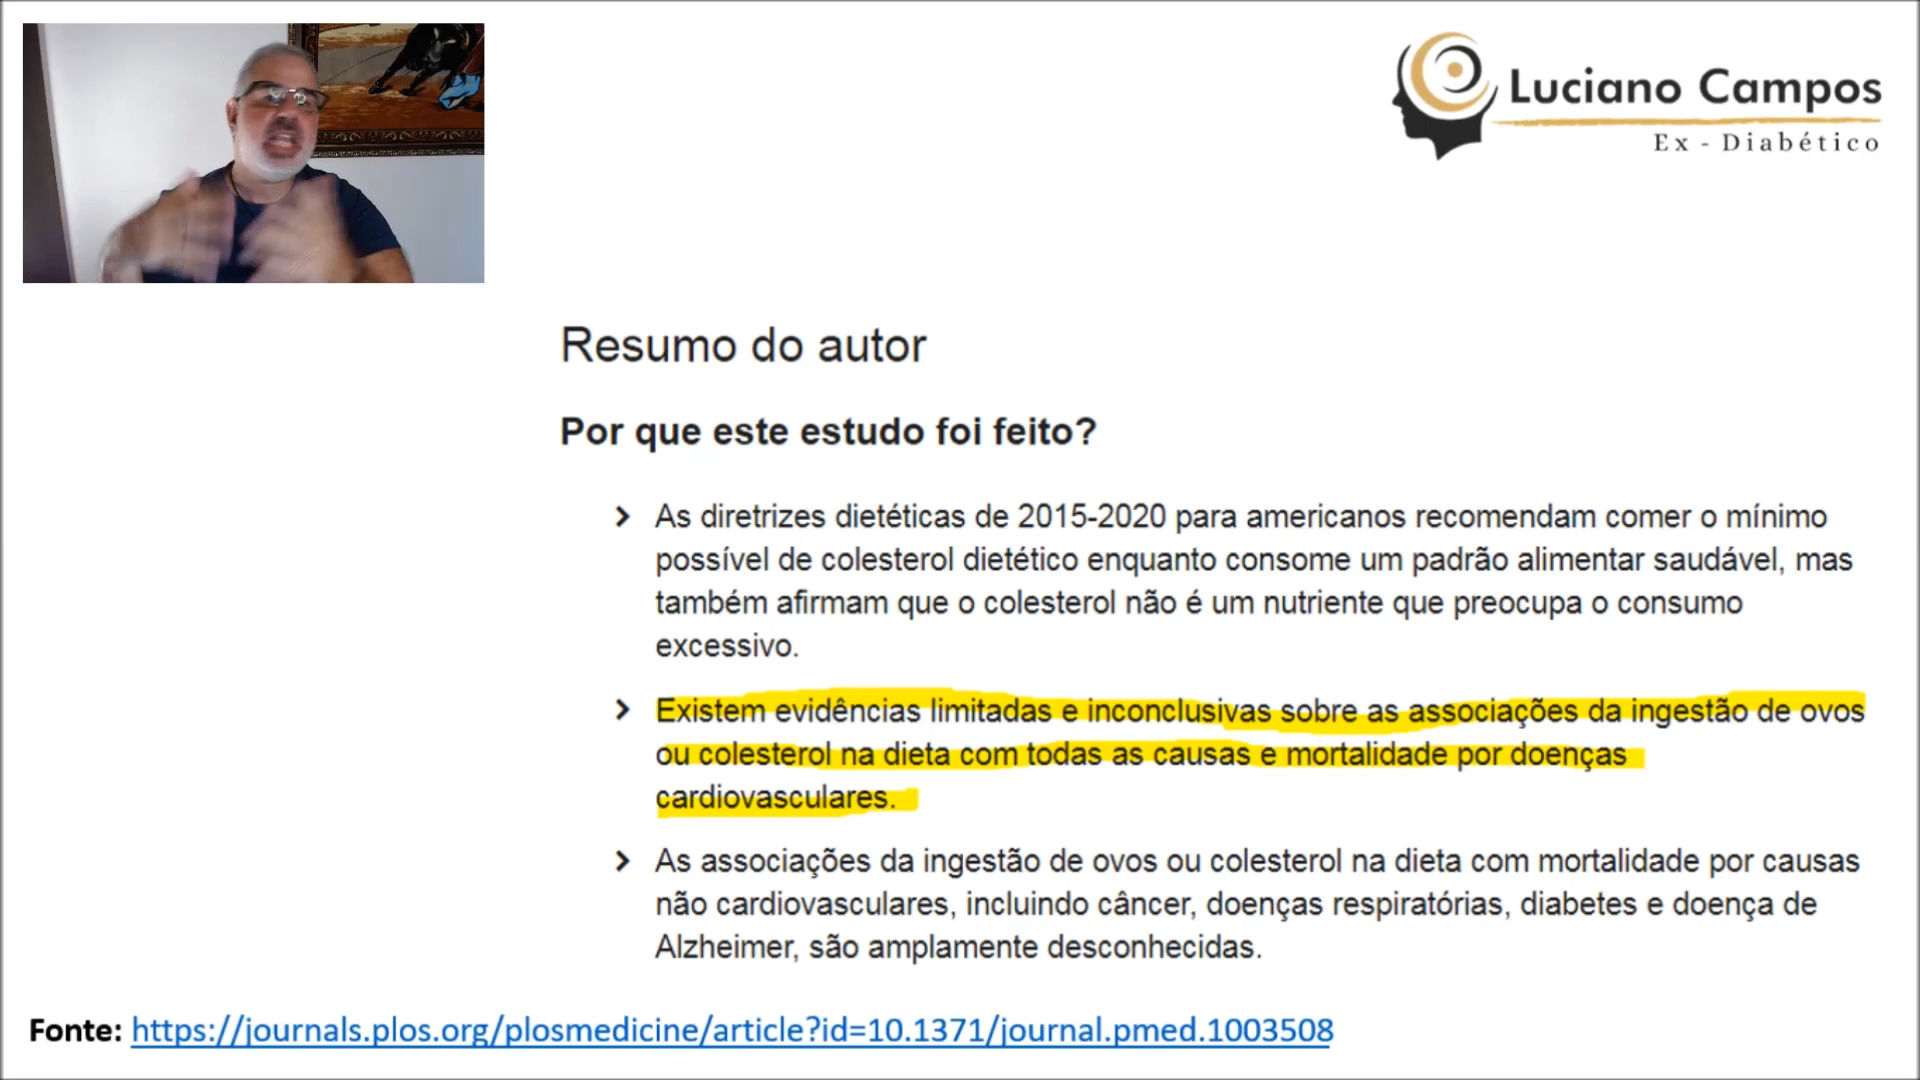 Luciano Campos
Ex - Diabético
Resumo do autor
Por que este estudo foi feito?
As diretrizes dietéticas de 2015-2020 para americanos recomendam comer o mínimo
possível de colesterol dietético enquanto consome um padrão alimentar saudável, mas
também afirmam que o colesterol não é um nutriente que preocupa o consumo
excessivo.
Existem evidências limitadas e inconclusivas sobre as associações da ingestão de ovos
ou colesterol na dieta com todas as causas e mortalidade por doenças
cardiovasculares.
As associações da ingestão de ovos ou colesterol na dieta com mortalidade por causas
não cardiovasculares, incluindo câncer, doenças respiratórias, diabetes e doença de
Alzheimer, são amplamente desconhecidas.
Fonte: https://journals.plos.org/plosmedicine/article?id=10.1371/journal.pmed.1003508